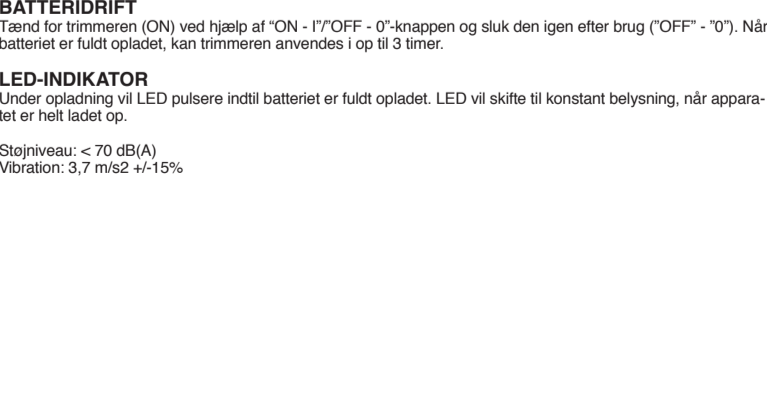 BATTERIDRIFT
Tænd for trimmeren (ON) ved hjælp af “ON - I”/”OFF - 0”-knappen og sluk den igen efter brug (”OFF” - ”0”). Når
batteriet er fuldt opladet, kan trimmeren anvendes i op til 3 timer.
LED-INDIKATOR
Under opladning vil LED pulsere indtil batteriet er fuldt opladet. LED vil skifte til konstant belysning, når appara-
tet er helt ladet op.
Støjniveau: < 70 dB(A)
Vibration: 3,7 m/s2 +/-15%